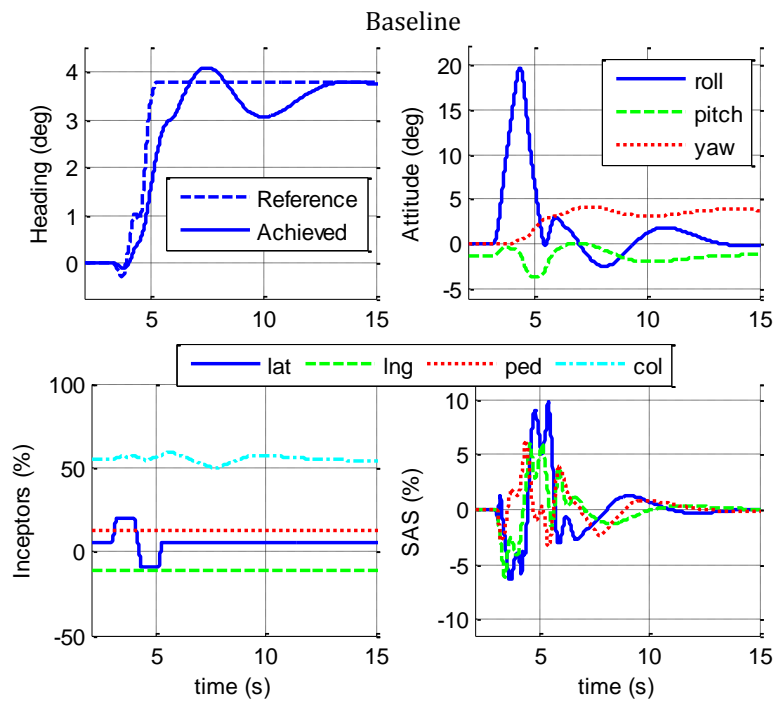 Baseline
Heading (deg)
4
3
2
1
0
5
10
15
Reference
Achieved
Attitude (deg)
20
15
10
5
0
-5
5
10
15
roll
pitch
yaw
lat
lng
ped
col
Inceptors (%)
100
50
0
-50
5
10
15
time (s)
SAS (%)
10
5
0
-5
-10
5
10
15
time (s)